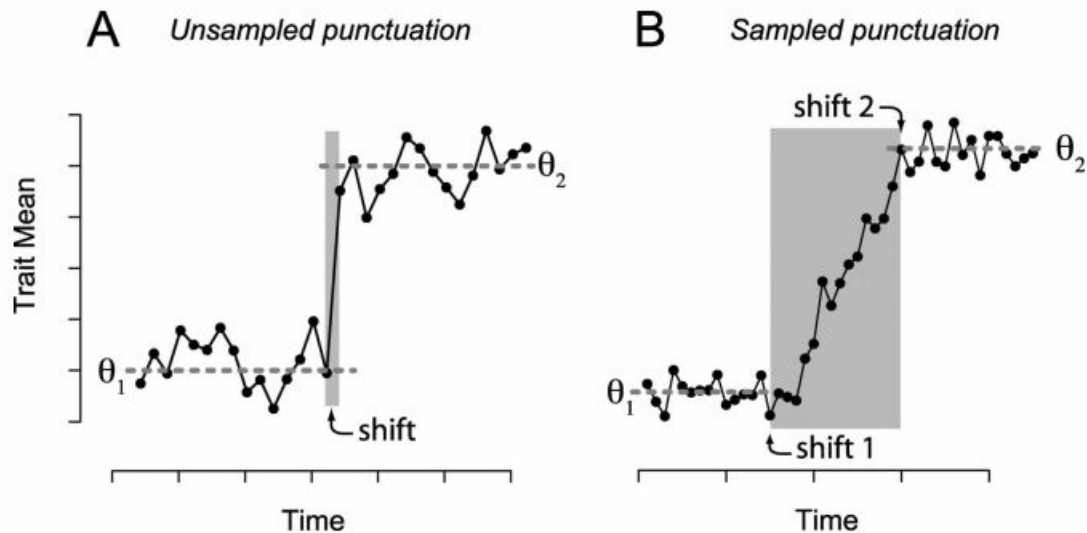 A Unsampled punctuation
B Sampled punctuation
Trait Mean
θ1
θ2
shift
Time
shift 2
θ1
θ2
shift 1
Time